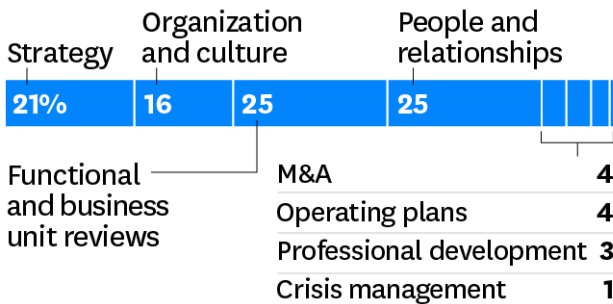 Strategy
Organization
and culture
People and
relationships
21%
16
25
25
Functional
and business
unit reviews
M&A 4
Operating plans 4
Professional development 3
Crisis management 1